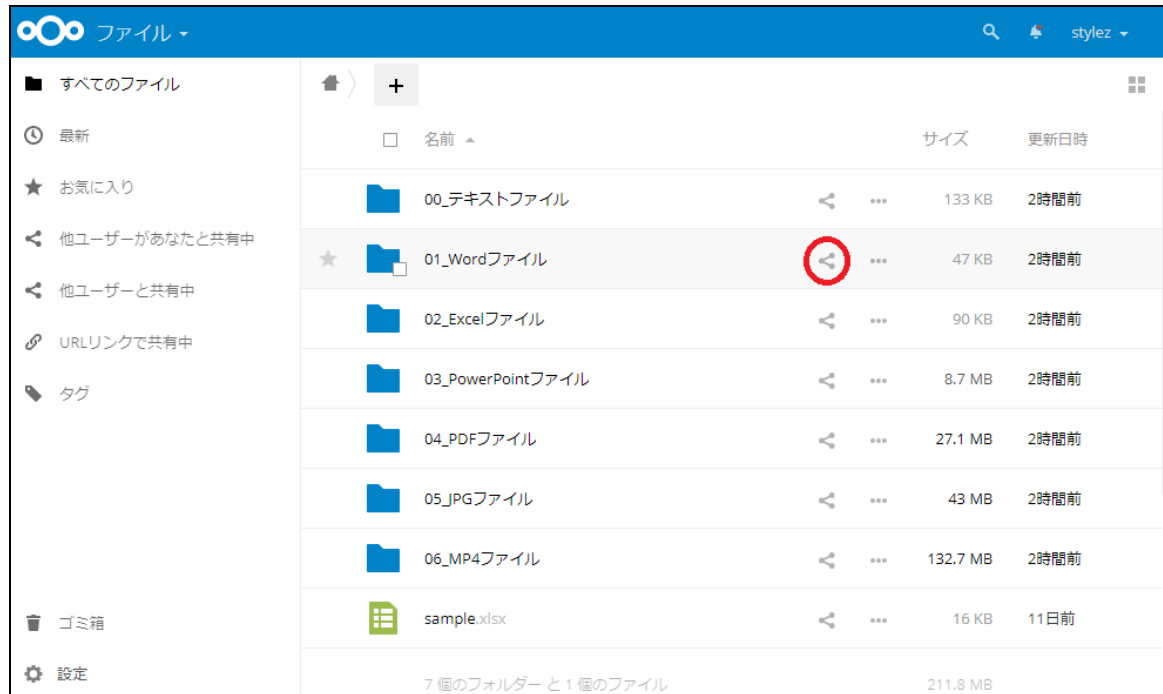 ファイル
stylez
すべてのファイル
最新
お気に入り
他ユーザーがあなたと共有中
他ユーザーと共有中
URLリンクで共有中
タグ
ゴミ箱
設定
+
名前 サイズ 更新日時
00_テキストファイル 133 KB 2時間前
01_Wordファイル 47 KB 2時間前
02_Excelファイル 90 KB 2時間前
03_PowerPointファイル 8.7 MB 2時間前
04_PDFファイル 27.1 MB 2時間前
05_JPGファイル 43 MB 2時間前
06_MP4ファイル 132.7 MB 2時間前
sample.xlsx 16 KB 11日前
7 個のフォルダー と 1 個のファイル 211.8 MB